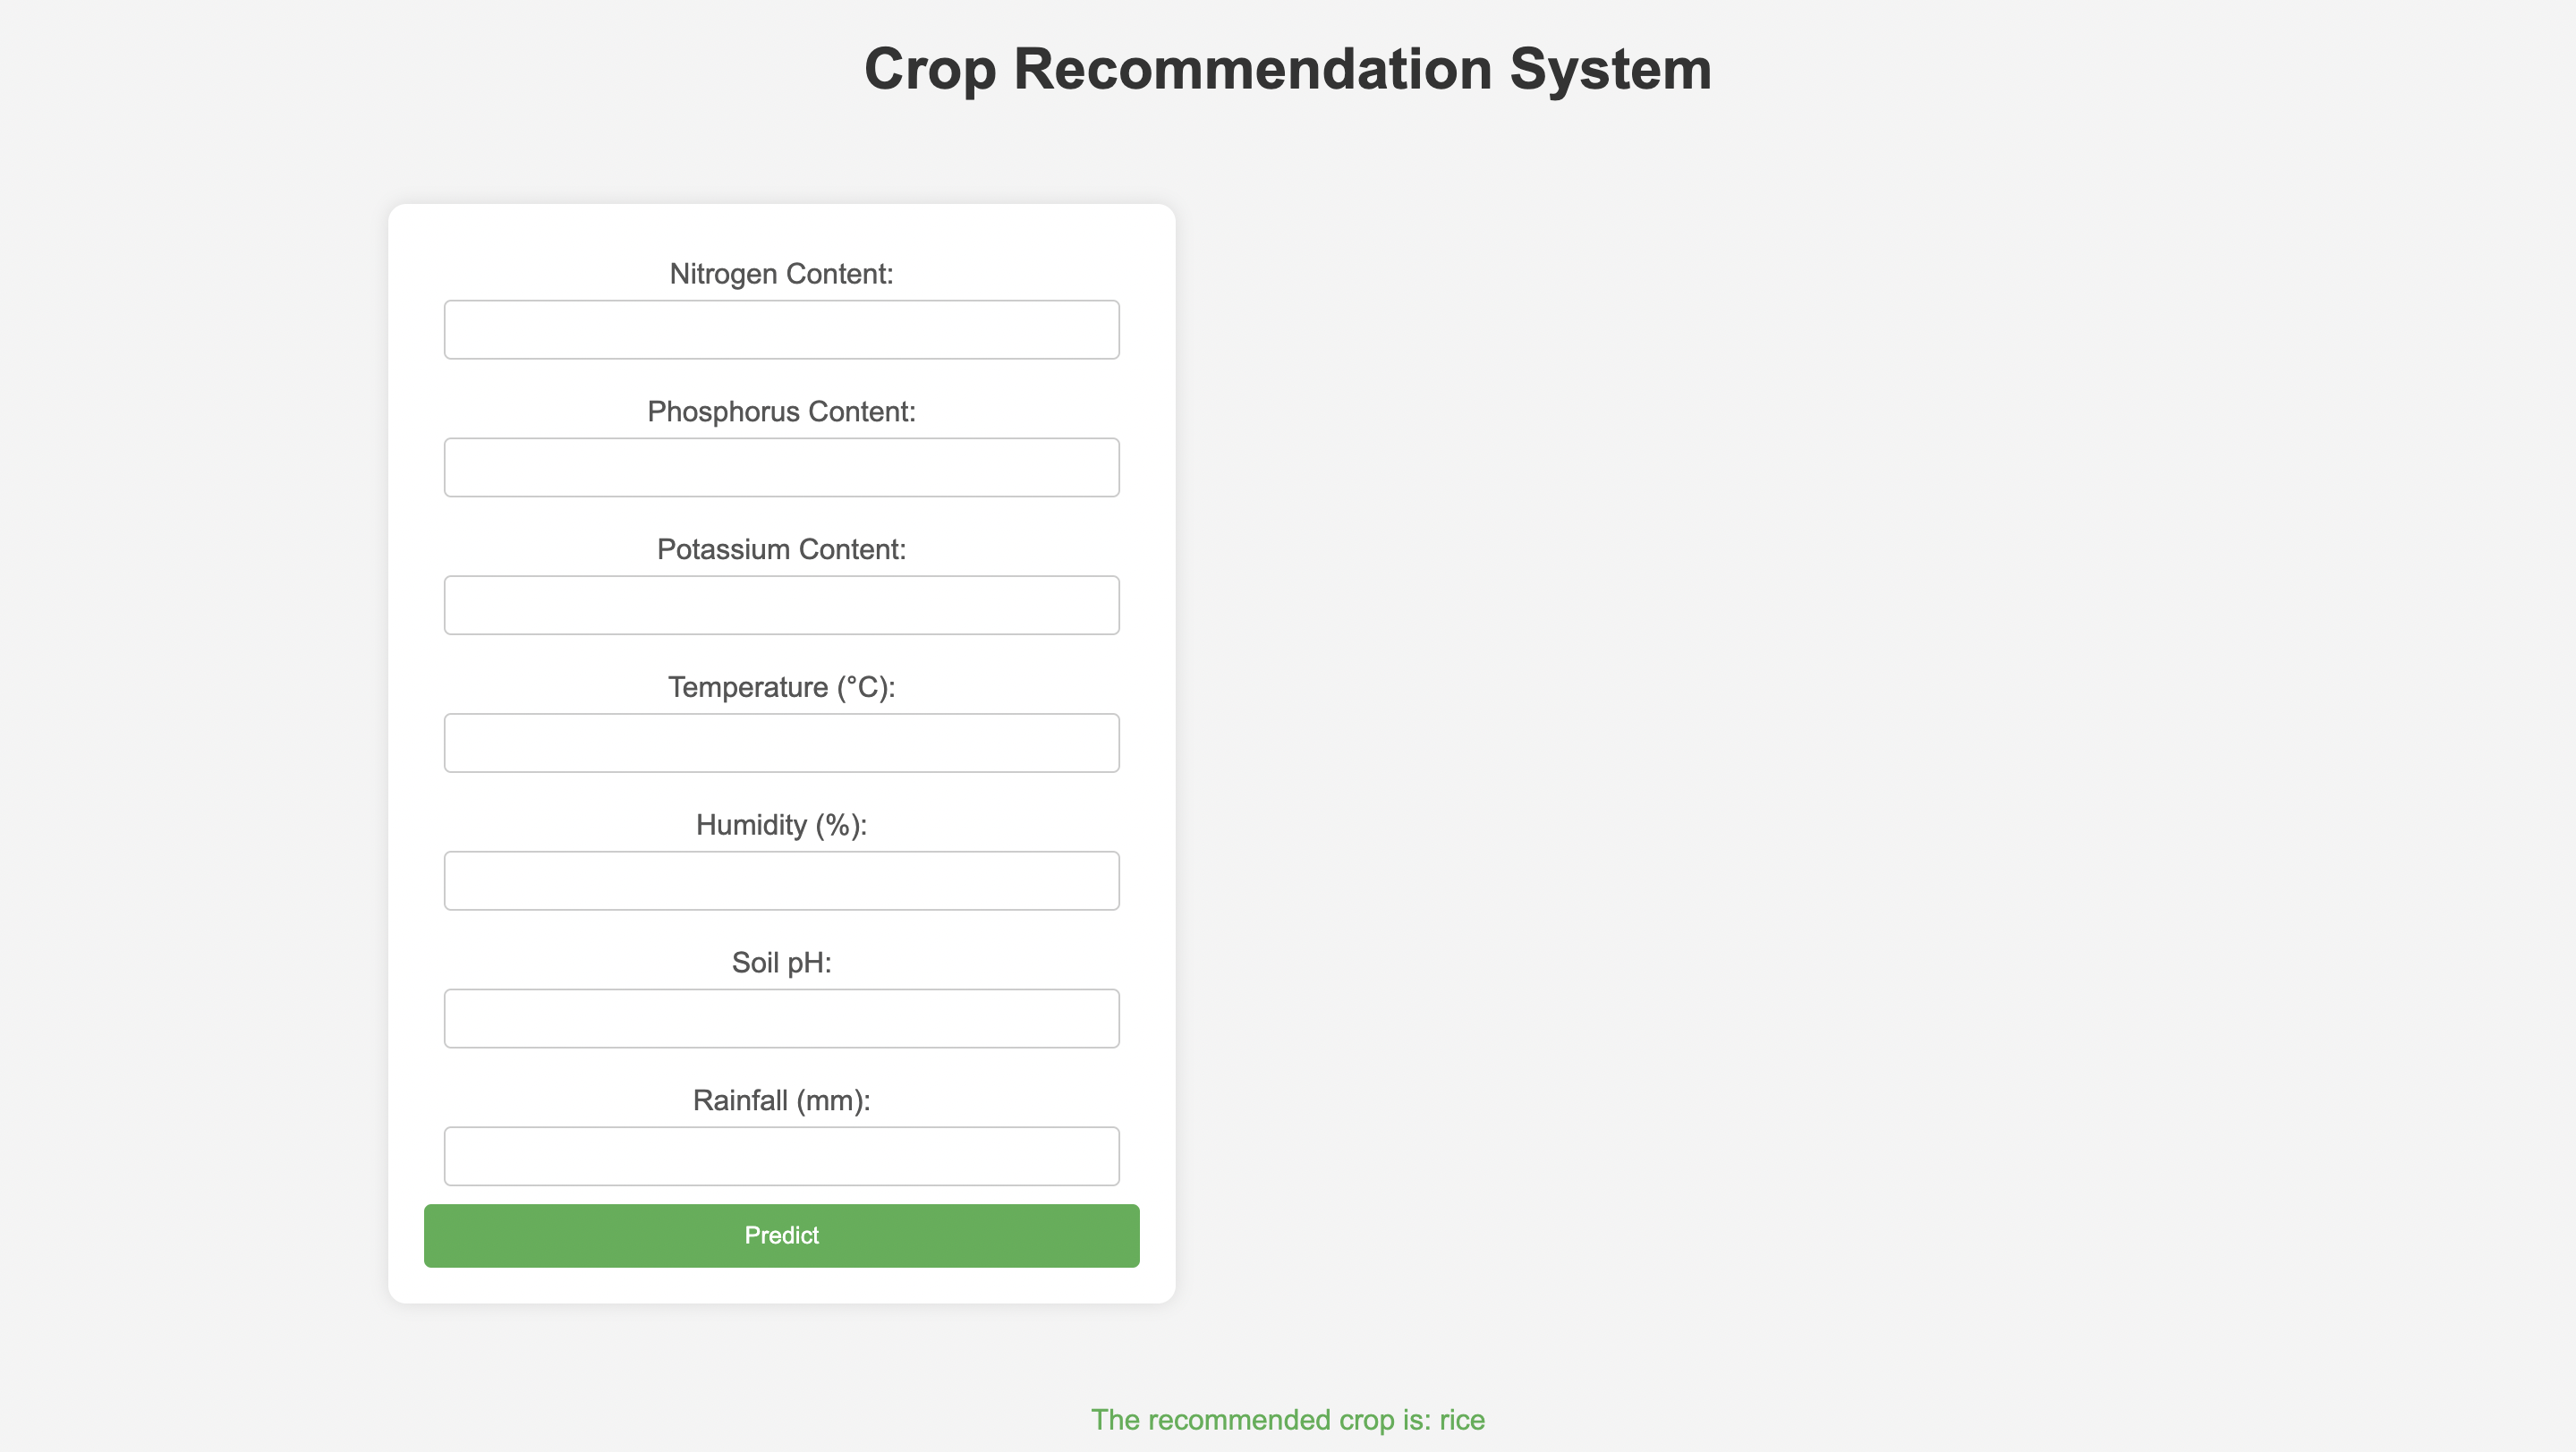 Crop Recommendation System
Nitrogen Content:
Phosphorus Content:
Potassium Content:
Temperature (°C):
Humidity (%):
Soil pH:
Rainfall (mm):
Predict
The recommended crop is: rice